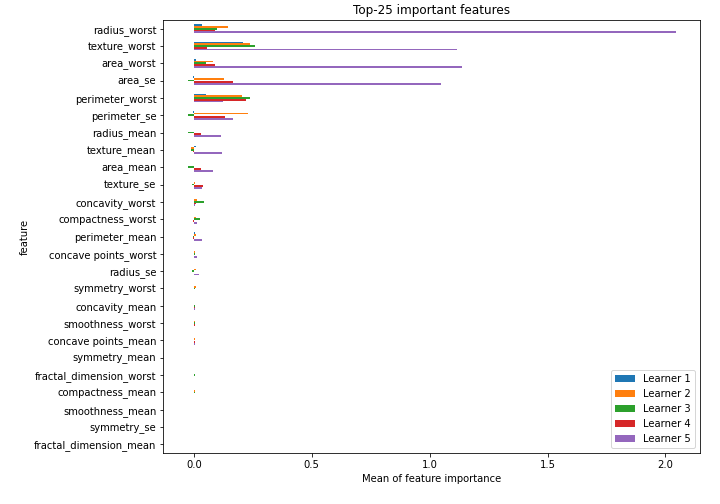 Top-25 important features
radius_worst
texture_worst
area_worst
area_se
perimeter_worst
perimeter_se
radius_mean
texture_mean
area_mean
texture_se
concavity_worst
compactness_worst
perimeter_mean
concave points_worst
radius_se
symmetry_worst
concavity_mean
smoothness_worst
concave points_mean
symmetry_mean
fractal_dimension_worst
compactness_mean
smoothness_mean
symmetry_se
fractal_dimension_mean
feature
Learner 1
Learner 2
Learner 3
Learner 4
Learner 5
0.0 0.5 1.0 1.5 2.0
Mean of feature importance